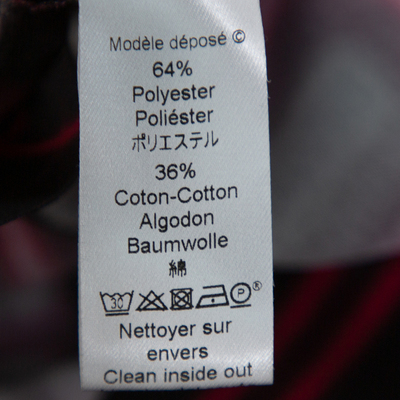 Modèle déposé ©
64%
Polyester
Poliéster
ポリエステル
36%
Coton-Cotton
Algodon
Baumwolle
綿
30 P ®
Nettoyer sur
envers
Clean inside out